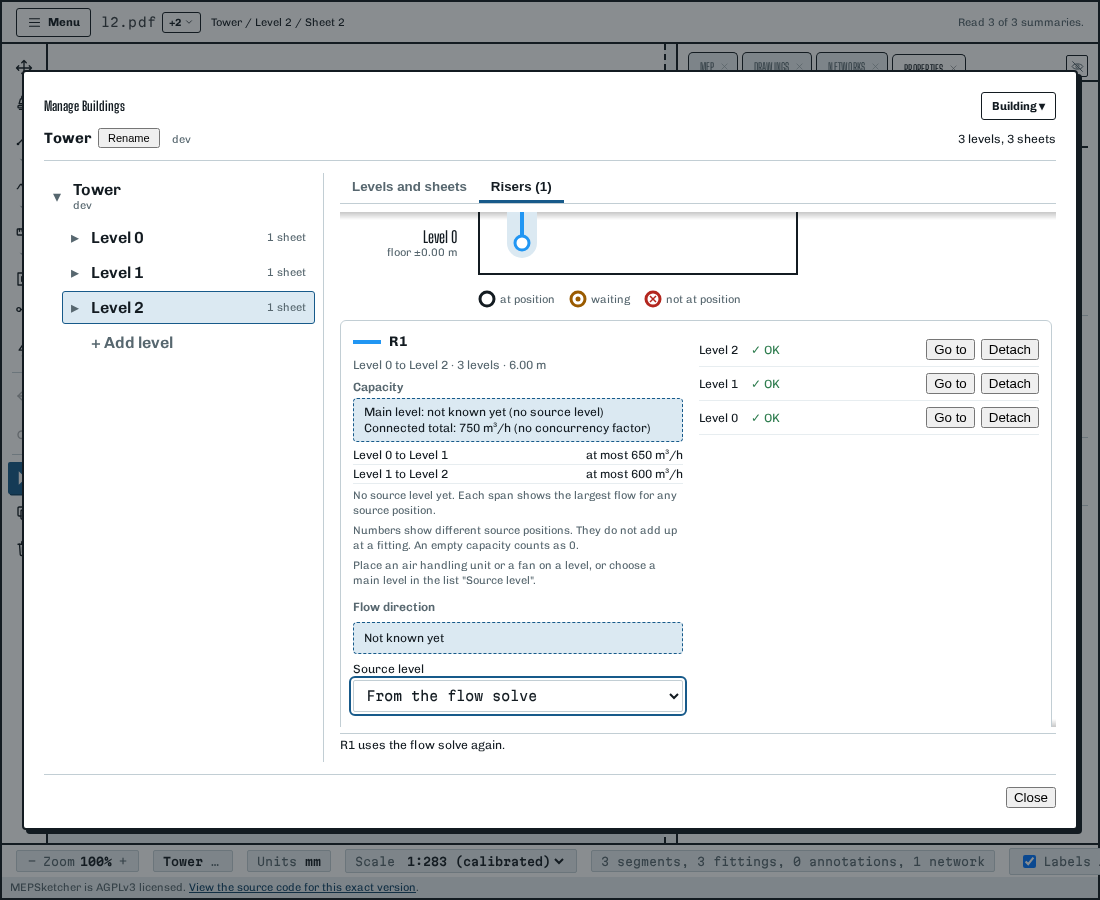 Menu
l2.pdf
+2
Tower / Level 2 / Sheet 2
Read 3 of 3 summaries.
MEP
DRAWINGS
NETWORKS
PROPERTIES
Manage Buildings
Building ▾
Tower
Rename
dev
3 levels, 3 sheets
▼ Tower
dev
▶ Level 0 1 sheet
▶ Level 1 1 sheet
▶ Level 2 1 sheet
+ Add level
Levels and sheets
Risers (1)
Level 0
floor ±0.00 m
at position
waiting
not at position
R1
Level 0 to Level 2 · 3 levels · 6.00 m
Capacity
Main level: not known yet (no source level)
Connected total: 750 m³/h (no concurrency factor)
Level 0 to Level 1 at most 650 m³/h
Level 1 to Level 2 at most 600 m³/h
No source level yet. Each span shows the largest flow for any
source position.
Numbers show different source positions. They do not add up
at a fitting. An empty capacity counts as 0.
Place an air handling unit or a fan on a level, or choose a
main level in the list "Source level".
Flow direction
Not known yet
Source level
From the flow solve
Level 2 ✓ OK Go to Detach
Level 1 ✓ OK Go to Detach
Level 0 ✓ OK Go to Detach
R1 uses the flow solve again.
Close
− Zoom 100% +
Tower …
Units mm
Scale 1:283 (calibrated)
3 segments, 3 fittings, 0 annotations, 1 network
Labels
MEPSketcher is AGPLv3 licensed. View the source code for this exact version.